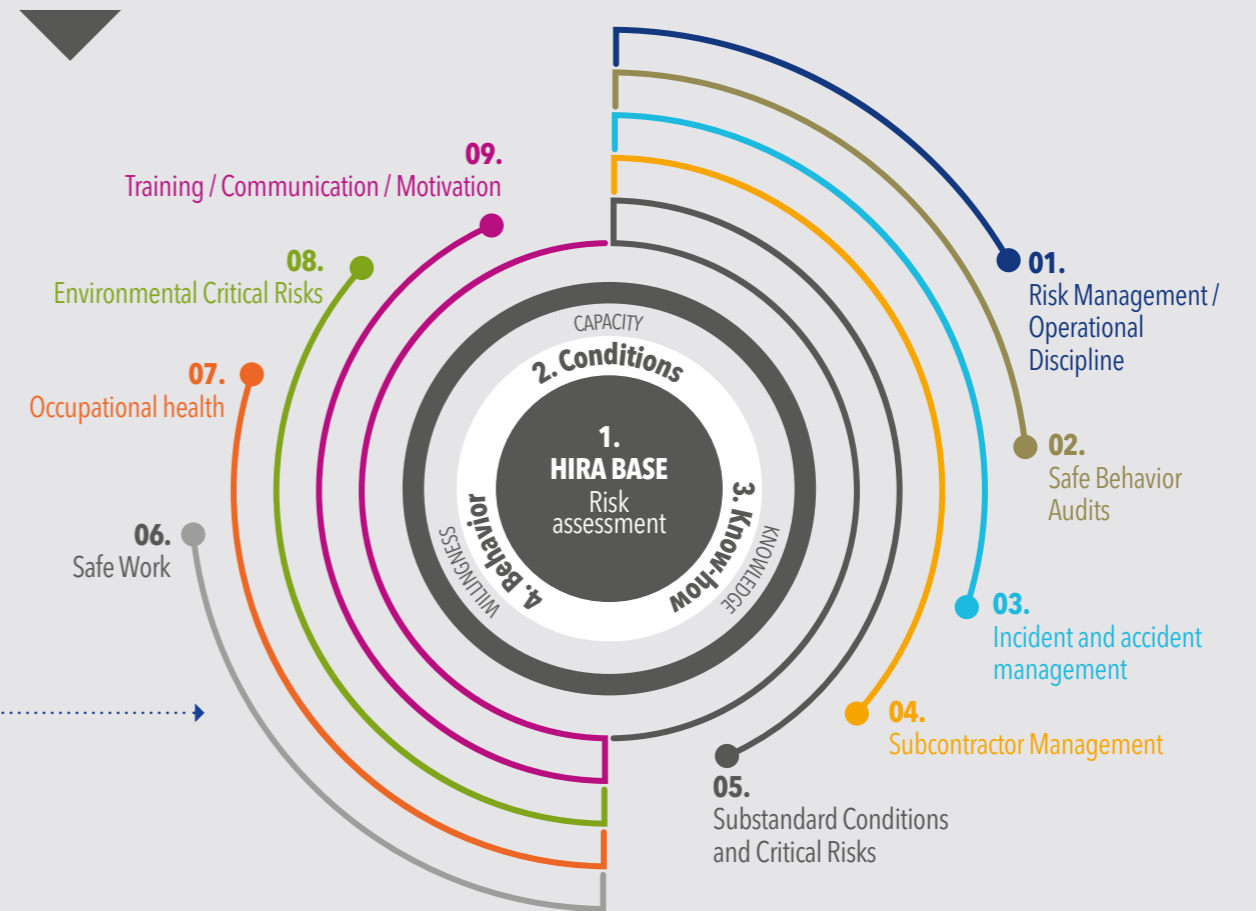 01.
Risk Management /
Operational
Discipline
02.
Safe Behavior
Audits
03.
Incident and accident
management
04.
Subcontractor Management
05.
Substandard Conditions
and Critical Risks
06.
Safe Work
07.
Occupational health
08.
Environmental Critical Risks
09.
Training / Communication / Motivation
CAPACITY
2. Conditions
1.
HIRA BASE
Risk
assessment
3. Know-how
KNOWLEDGE
4. Behavior
WILLINGNESS